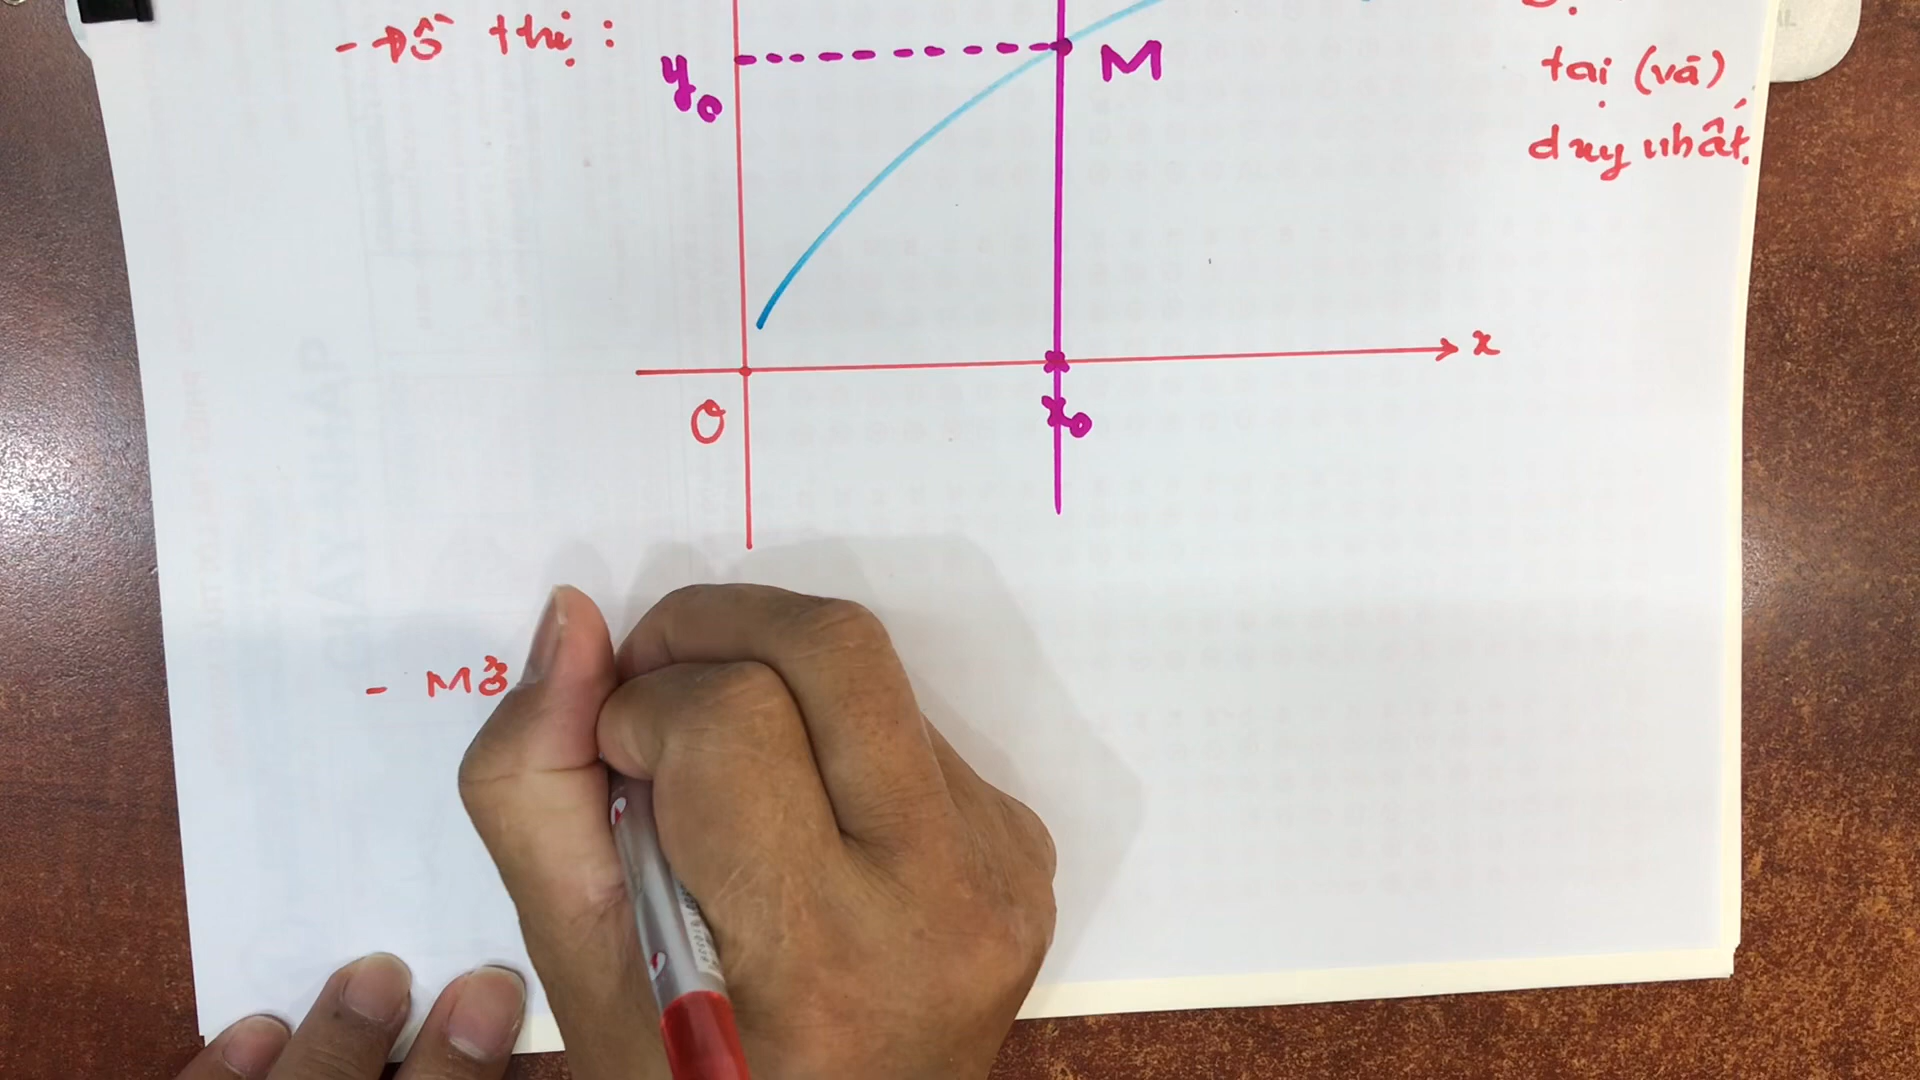 - Đồ thị :
y₀
M
tại (và)
duy nhất.
x
O
x₀
- Mở